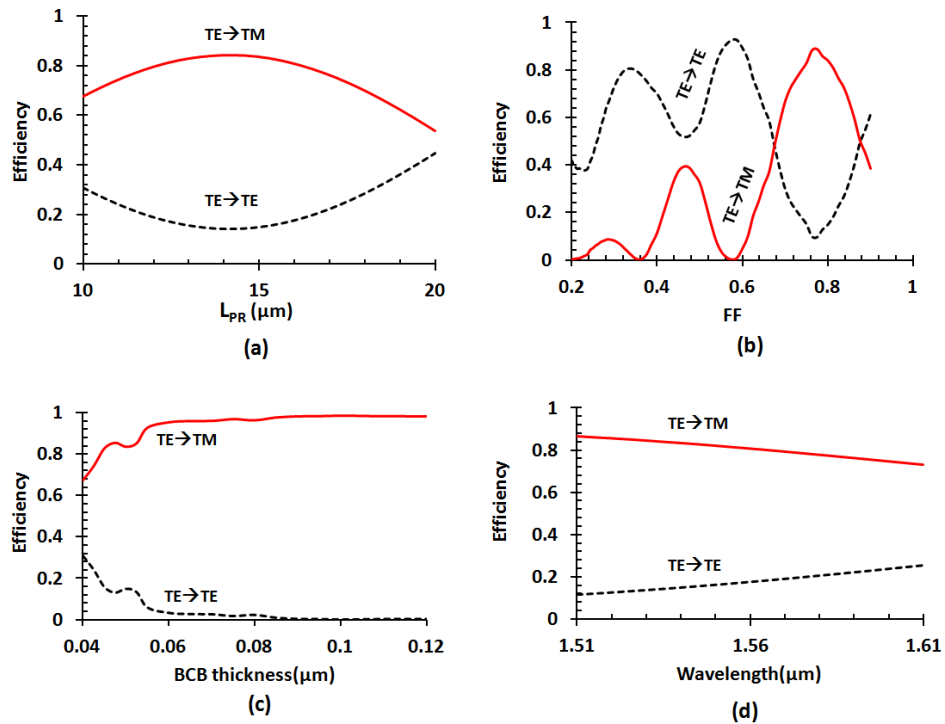 1
0.8
0.6
0.4
0.2
0
Efficiency
TE→TM
TE→TE
10
15
20
L_PR (µm)
(a)
1
0.8
0.6
0.4
0.2
0
Efficiency
TE→TE
TE→TM
0.2
0.4
0.6
0.8
1
FF
(b)
1
0.8
0.6
0.4
0.2
0
Efficiency
TE→TM
TE→TE
0.04
0.06
0.08
0.1
0.12
BCB thickness(µm)
(c)
1
0.8
0.6
0.4
0.2
0
Efficiency
TE→TM
TE→TE
1.51
1.56
1.61
Wavelength(µm)
(d)